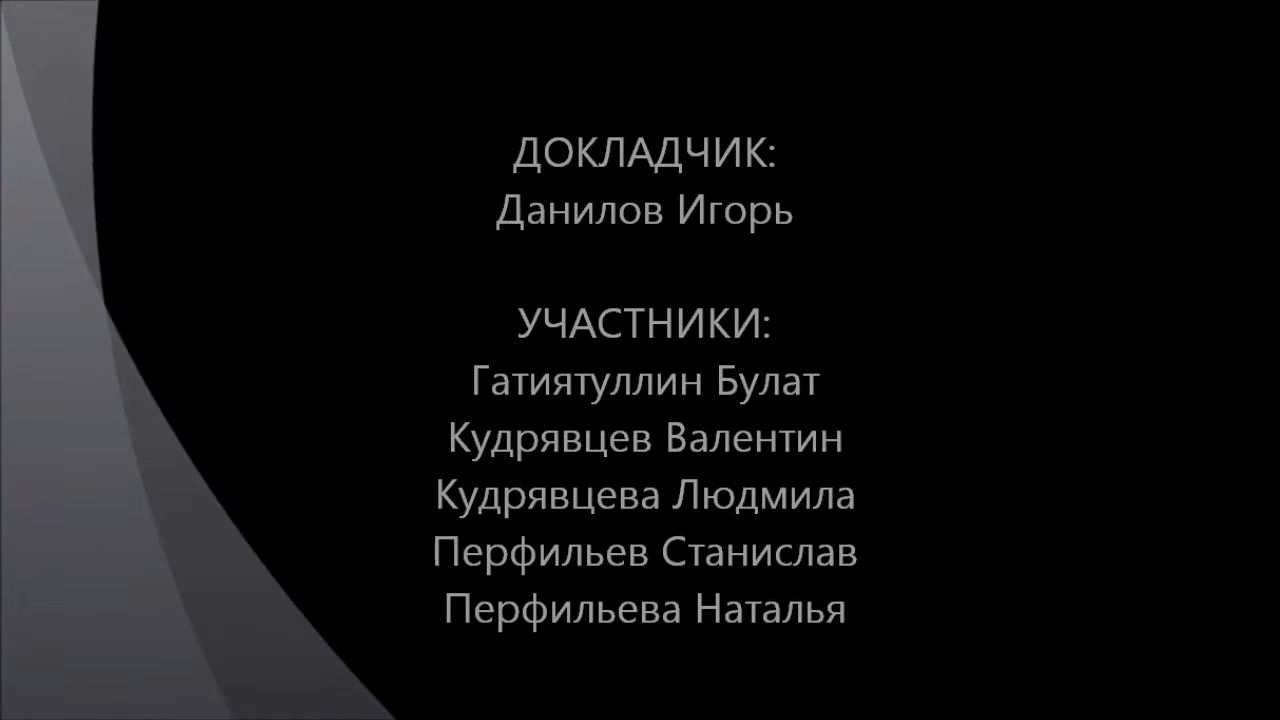 ДОКЛАДЧИК:
Данилов Игорь
УЧАСТНИКИ:
Гатиятуллин Булат
Кудрявцев Валентин
Кудрявцева Людмила
Перфильев Станислав
Перфильева Наталья